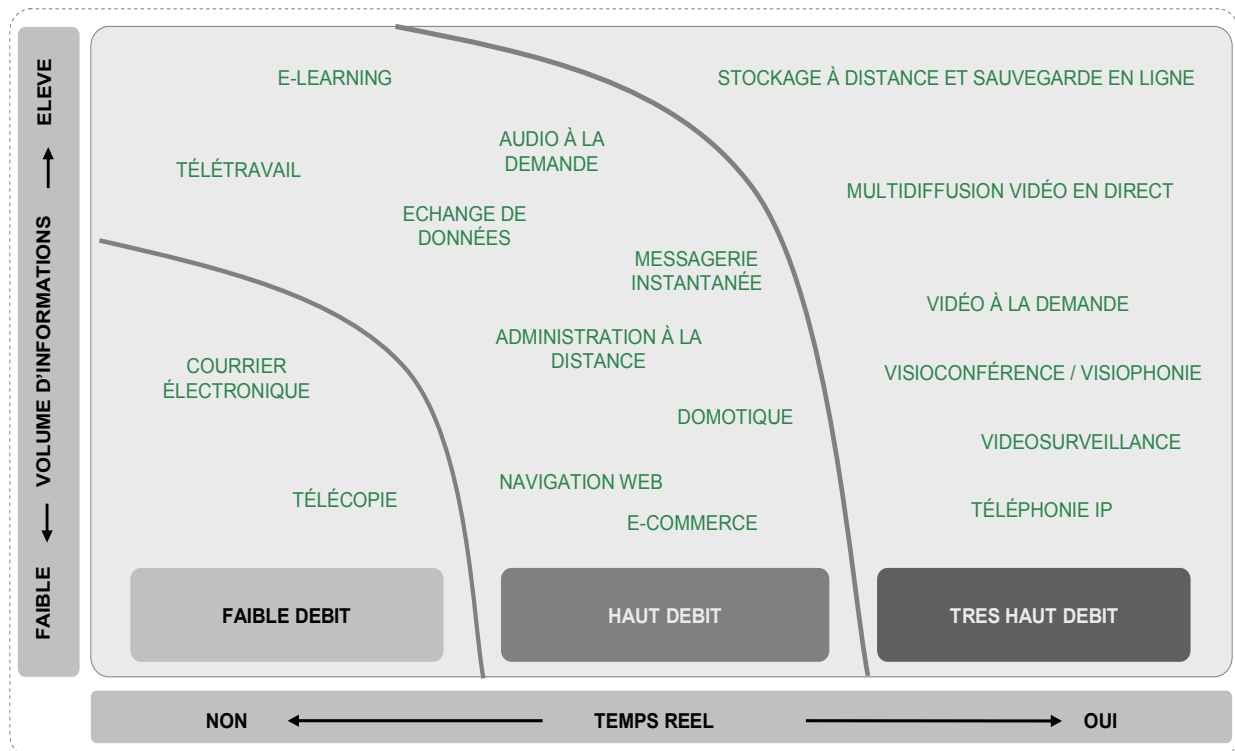 ELEVE
VOLUME D'INFORMATIONS
FAIBLE
E-LEARNING
STOCKAGE À DISTANCE ET SAUVEGARDE EN LIGNE
AUDIO À LA
DEMANDE
TÉLÉTRAVAIL
MULTIDIFFUSION VIDÉO EN DIRECT
ECHANGE DE
DONNÉES
MESSAGERIE
INSTANTANÉE
VIDÉO À LA DEMANDE
ADMINISTRATION À LA
DISTANCE
COURRIER
ÉLECTRONIQUE
VISIOCONFÉRENCE / VISIOPHONIE
DOMOTIQUE
VIDEOSURVEILLANCE
NAVIGATION WEB
TÉLÉCOPIE
TÉLÉPHONIE IP
E-COMMERCE
FAIBLE DEBIT
HAUT DEBIT
TRES HAUT DEBIT
NON
TEMPS REEL
OUI